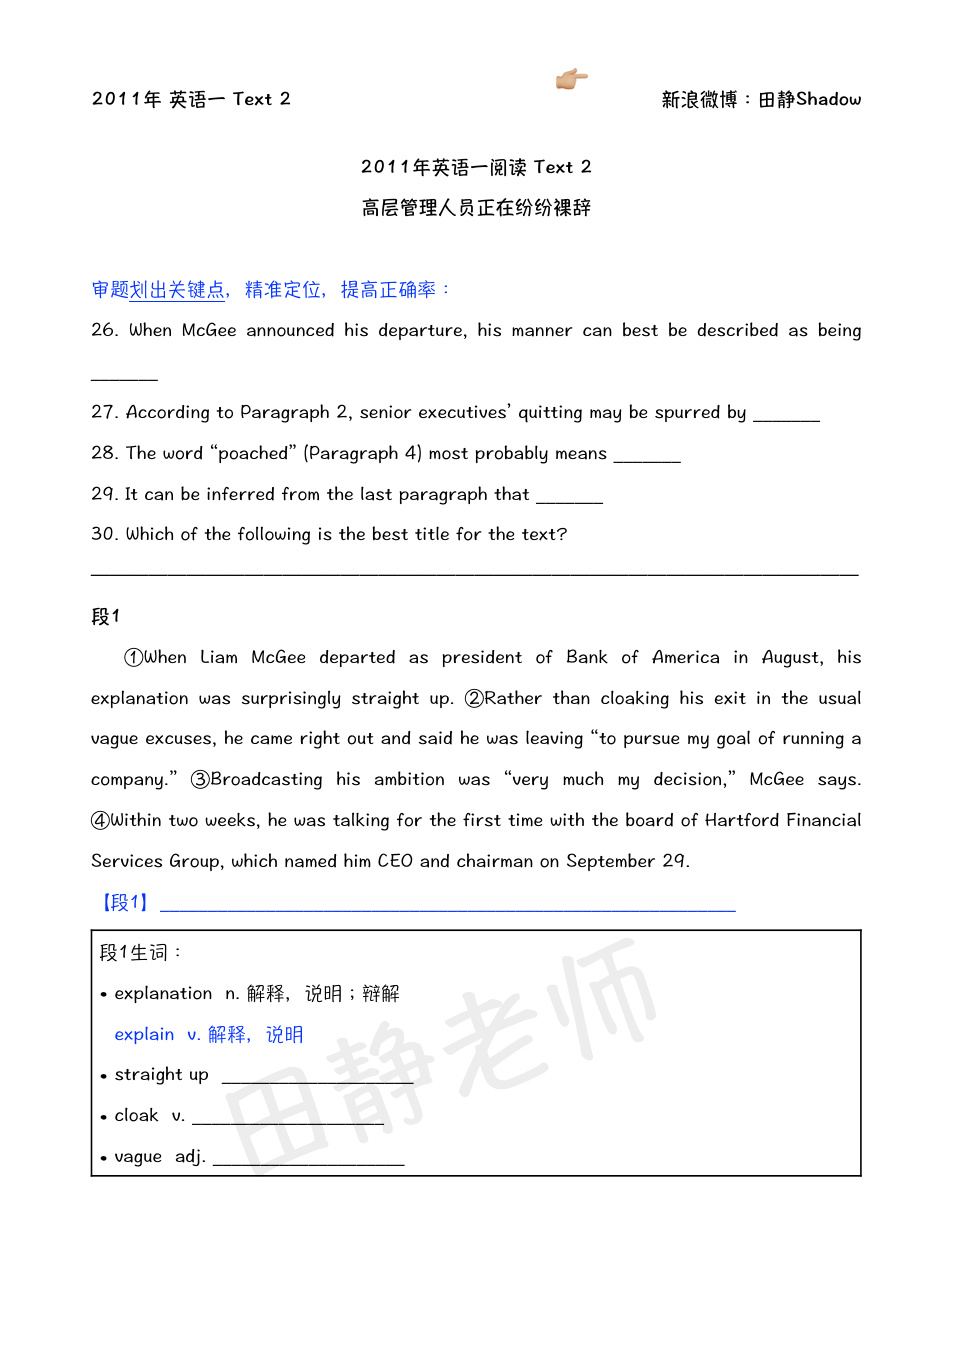 2011年 英语一 Text 2 新浪微博：田静Shadow
2011年英语一阅读 Text 2
高层管理人员正在纷纷裸辞
审题划出关键点，精准定位，提高正确率：
26. When McGee announced his departure, his manner can best be described as being
_______
27. According to Paragraph 2, senior executives’ quitting may be spurred by _______
28. The word “poached” (Paragraph 4) most probably means _______
29. It can be inferred from the last paragraph that _______
30. Which of the following is the best title for the text?
段1
①When Liam McGee departed as president of Bank of America in August, his
explanation was surprisingly straight up. ②Rather than cloaking his exit in the usual
vague excuses, he came right out and said he was leaving “to pursue my goal of running a
company.” ③Broadcasting his ambition was “very much my decision,” McGee says.
④Within two weeks, he was talking for the first time with the board of Hartford Financial
Services Group, which named him CEO and chairman on September 29.
【段1】____________________________________________________________
段1生词：
• explanation n. 解释，说明；辩解
explain v. 解释，说明
• straight up ____________________
• cloak v. ____________________
• vague adj. ____________________
田静老师